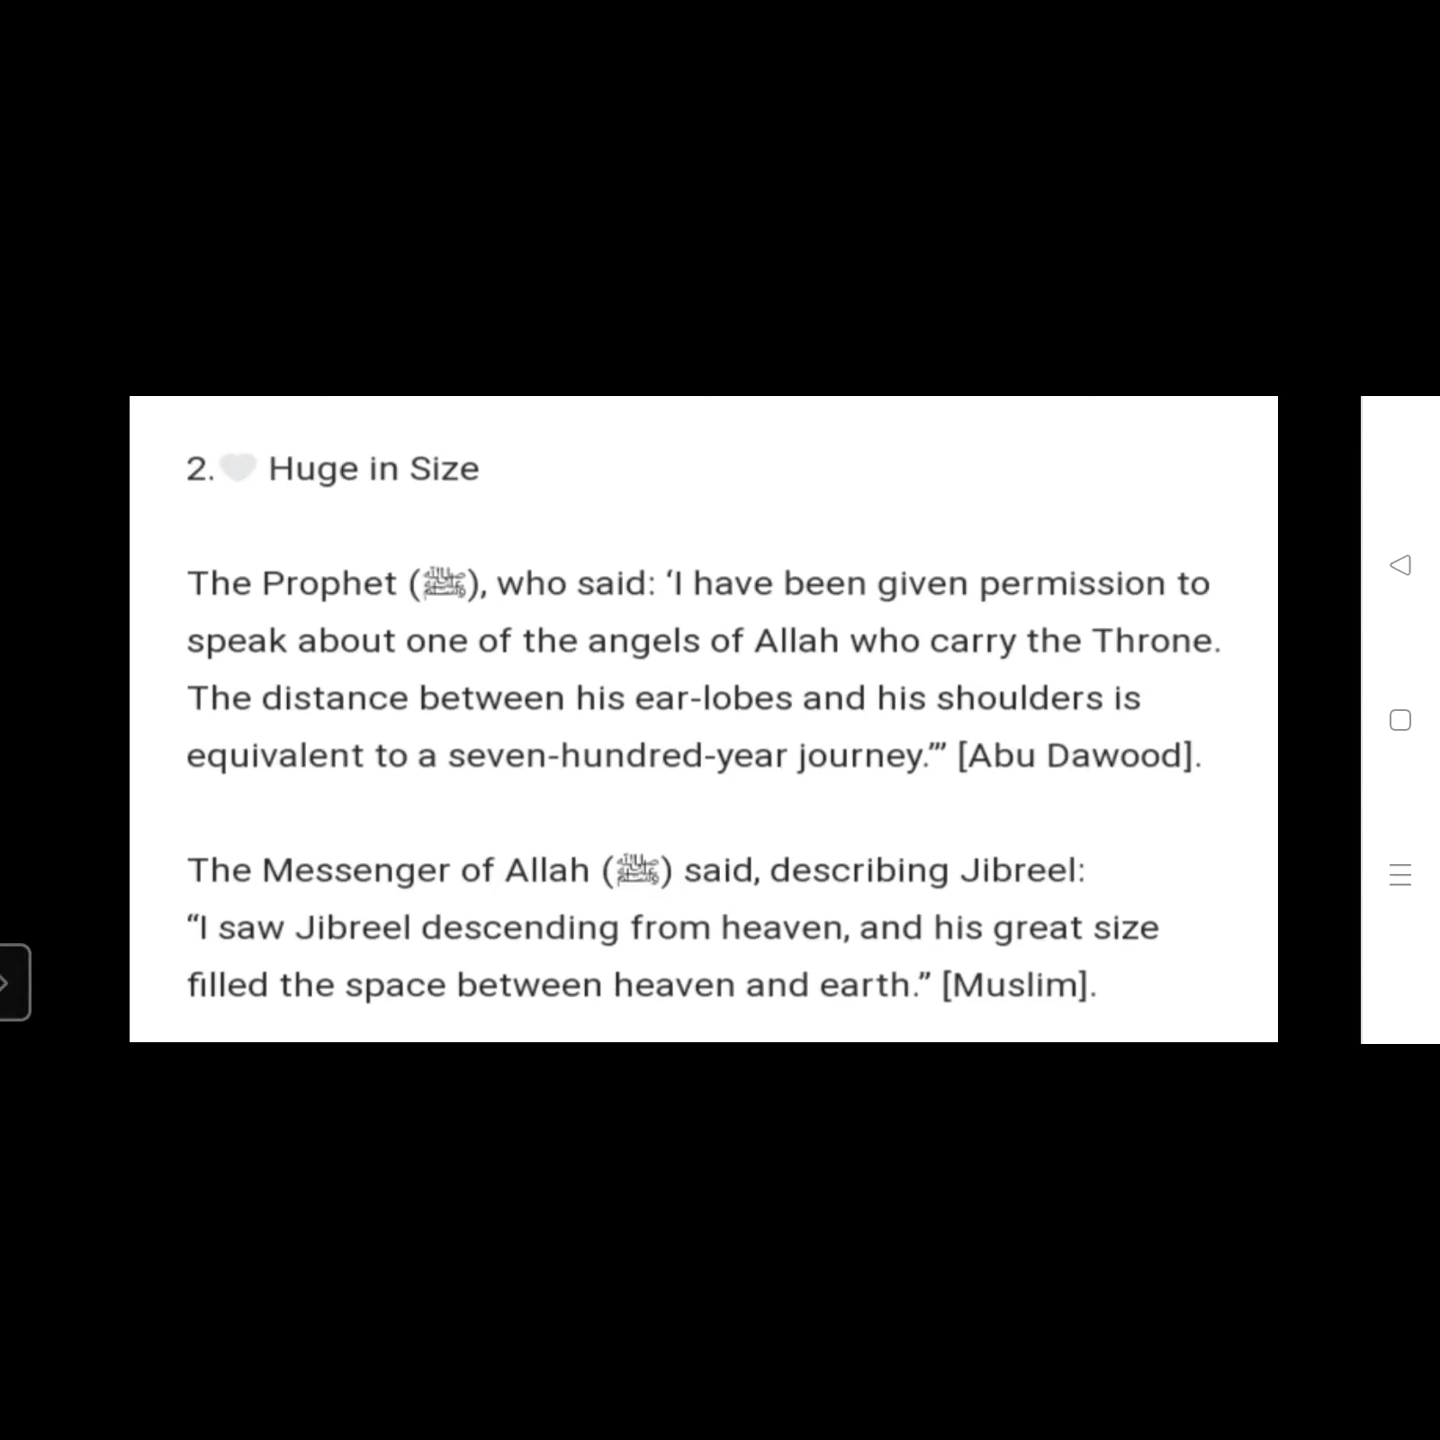 2.🤍 Huge in Size
The Prophet (ﷺ), who said: ‘I have been given permission to
speak about one of the angels of Allah who carry the Throne.
The distance between his ear-lobes and his shoulders is
equivalent to a seven-hundred-year journey.’” [Abu Dawood].
The Messenger of Allah (ﷺ) said, describing Jibreel:
“I saw Jibreel descending from heaven, and his great size
filled the space between heaven and earth.” [Muslim].